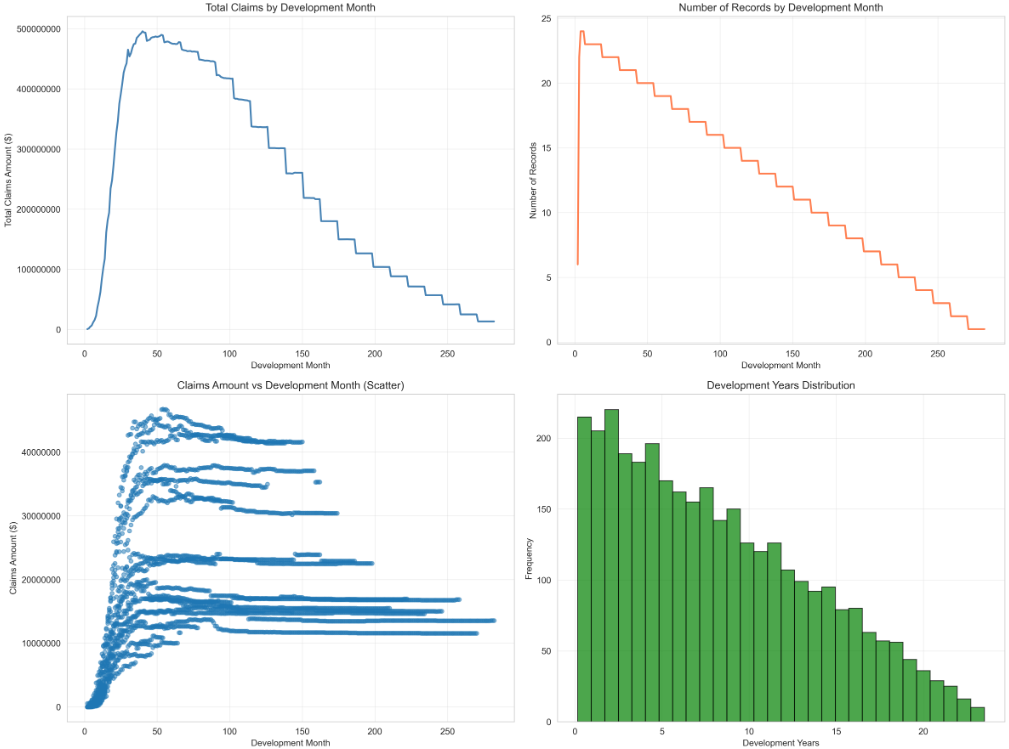 Total Claims by Development Month
Total Claims Amount ($)
500000000
400000000
300000000
200000000
100000000
0
0 50 100 150 200 250
Development Month
Number of Records by Development Month
Number of Records
25
20
15
10
5
0
0 50 100 150 200 250
Development Month
Claims Amount vs Development Month (Scatter)
Claims Amount ($)
40000000
30000000
20000000
10000000
0
0 50 100 150 200 250
Development Month
Development Years Distribution
Frequency
200
150
100
50
0
0 5 10 15 20
Development Years